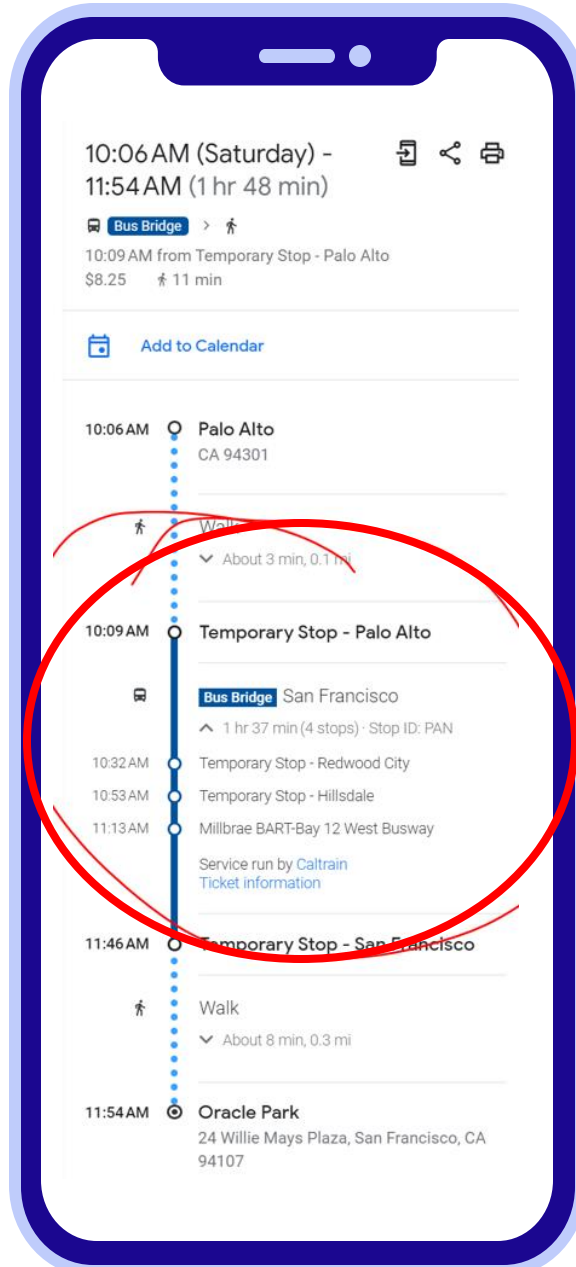 10:06 AM (Saturday) -
11:54 AM (1 hr 48 min)
Bus Bridge >
10:09 AM from Temporary Stop - Palo Alto
$8.25 11 min
Add to Calendar
10:06 AM Palo Alto
CA 94301
Walk
About 3 min, 0.1 mi
10:09 AM Temporary Stop - Palo Alto
Bus Bridge San Francisco
1 hr 37 min (4 stops) · Stop ID: PAN
10:32 AM Temporary Stop - Redwood City
10:53 AM Temporary Stop - Hillsdale
11:13 AM Millbrae BART-Bay 12 West Busway
Service run by Caltrain
Ticket information
11:46 AM Temporary Stop - San Francisco
Walk
About 8 min, 0.3 mi
11:54 AM Oracle Park
24 Willie Mays Plaza, San Francisco, CA
94107